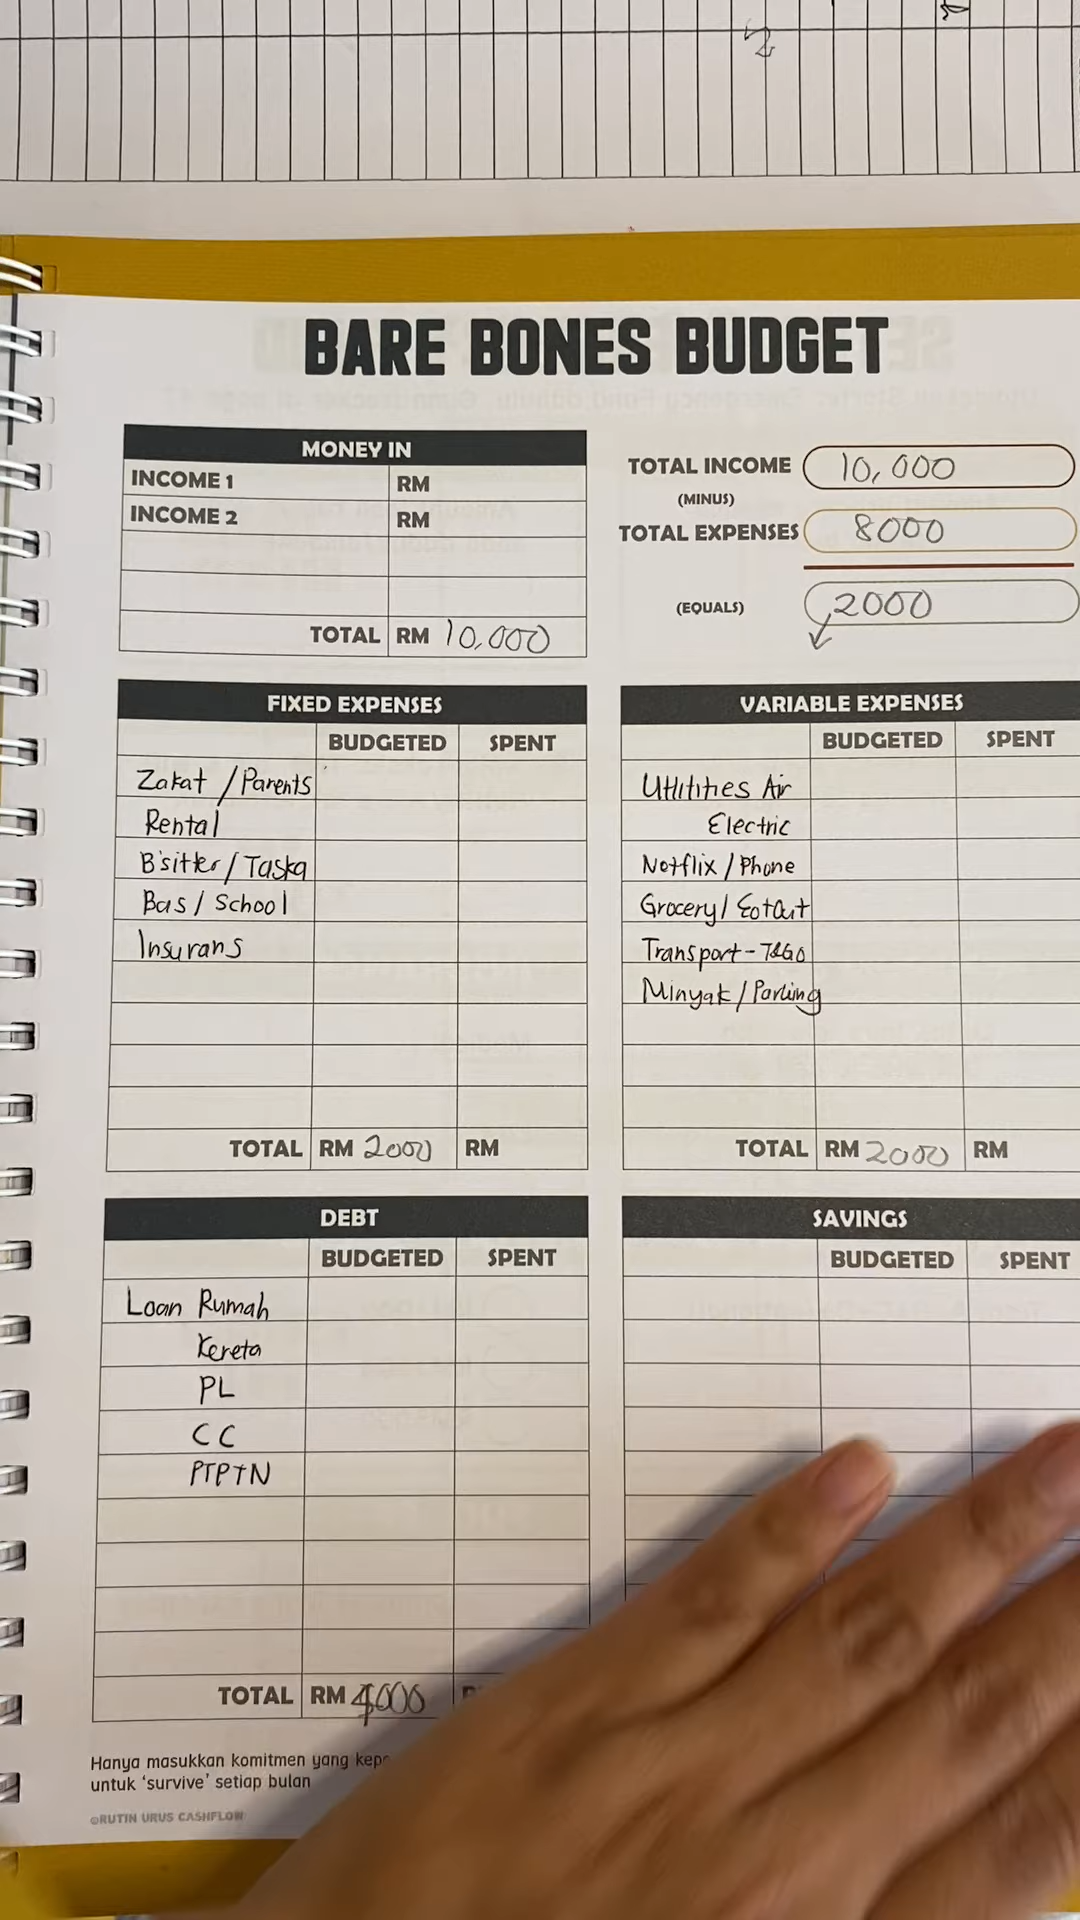 BARE BONES BUDGET
MONEY IN
INCOME 1 RM
INCOME 2 RM
TOTAL RM 10,000
TOTAL INCOME 10,000
(MINUS)
TOTAL EXPENSES 8000
(EQUALS) 2000
FIXED EXPENSES
BUDGETED SPENT
Zakat / Parents
Rental
B'sitter / Taska
Bas / School
Insurans
TOTAL RM 2000 RM
VARIABLE EXPENSES
BUDGETED SPENT
Utilitities Air
Electric
Netflix / Phone
Grocery / Eat Out
Transport - T&Go
Minyak / Parking
TOTAL RM 2000 RM
DEBT
BUDGETED SPENT
Loan Rumah
Kereta
PL
CC
PTPTN
TOTAL RM 4000
SAVINGS
BUDGETED SPENT
Hanya masukkan komitmen yang
untuk 'survive' setiap bulan
©RUTIN URUS CASHFLOW